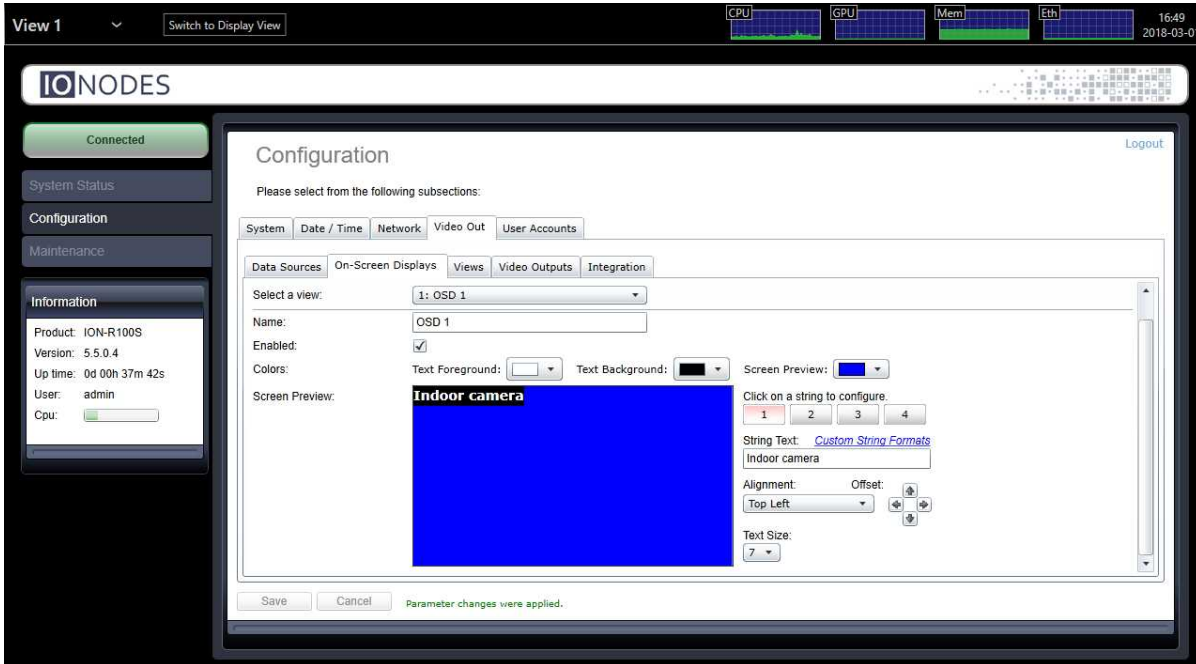 View 1
Switch to Display View
CPU
GPU
Mem
Eth
16:49
2018-03-0
IONODES
Connected
System Status
Configuration
Maintenance
Information
Product: ION-R100S
Version: 5.5.0.4
Up time: 0d 00h 37m 42s
User: admin
Cpu:
Logout
Configuration
Please select from the following subsections:
System Date / Time Network Video Out User Accounts
Data Sources On-Screen Displays Views Video Outputs Integration
Select a view: 1: OSD 1
Name: OSD 1
Enabled:
Colors: Text Foreground: Text Background: Screen Preview:
Screen Preview: Indoor camera
Click on a string to configure.
1 2 3 4
String Text: Custom String Formats
Indoor camera
Alignment: Offset:
Top Left
Text Size:
7
Save Cancel Parameter changes were applied.